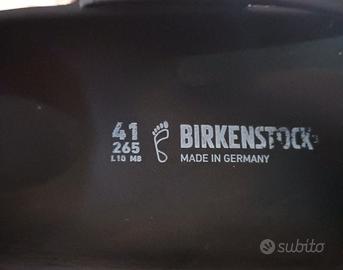 41
265
L10 M8
BIRKENSTOCK
MADE IN GERMANY
subito